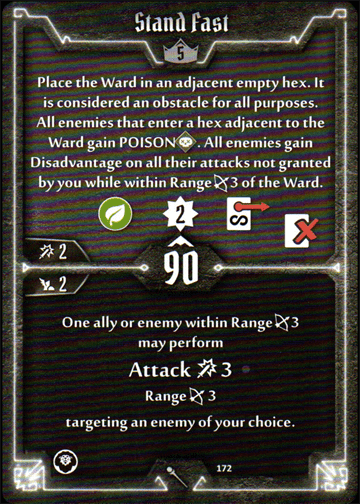 Stand Fast
5
Place the Ward in an adjacent empty hex. It
is considered an obstacle for all purposes.
All enemies that enter a hex adjacent to the
Ward gain POISON. All enemies gain
Disadvantage on all their attacks not granted
by you while within Range 3 of the Ward.
2
S
2
90
2
One ally or enemy within Range 3
may perform
Attack 3
Range 3
targeting an enemy of your choice.
172